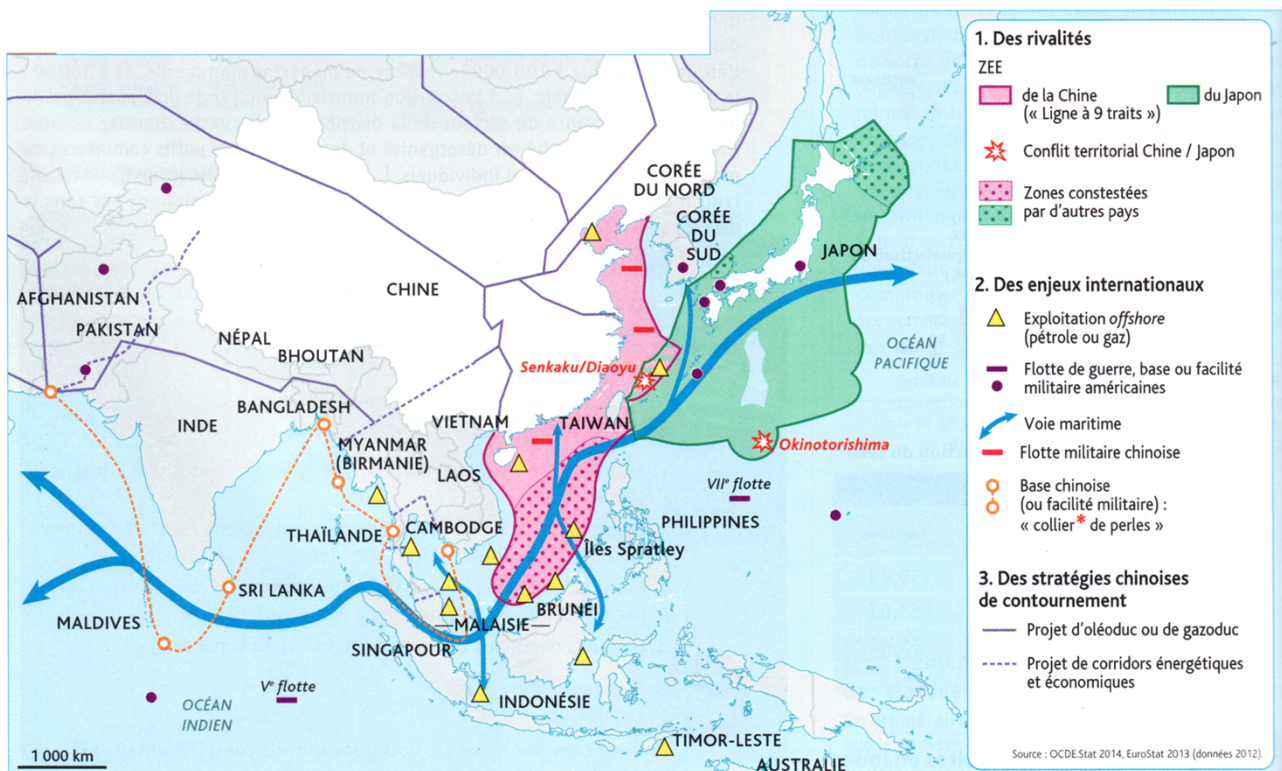 1. Des rivalités
ZEE
de la Chine
(« Ligne à 9 traits »)
du Japon
Conflit territorial Chine / Japon
Zones constestées
par d'autres pays
2. Des enjeux internationaux
Exploitation offshore
(pétrole ou gaz)
Flotte de guerre, base ou facilité
militaire américaines
Voie maritime
Flotte militaire chinoise
Base chinoise
(ou facilité militaire) :
« collier* de perles »
3. Des stratégies chinoises
de contournement
Projet d'oléoduc ou de gazoduc
Projet de corridors énergétiques
et économiques
Source : OCDE.Stat 2014, EuroStat 2013 (données 2012).
CORÉE
DU NORD
CORÉE
DU
SUD
JAPON
CHINE
AFGHANISTAN
PAKISTAN
NÉPAL
BHOUTAN
OCÉAN
PACIFIQUE
Senkaku/Diaoyu
BANGLADESH
INDE
VIETNAM
TAIWAN
MYANMAR
(BIRMANIE)
Okinotorishima
LAOS
VIIe flotte
THAÏLANDE
CAMBODGE
PHILIPPINES
Îles Spratley
SRI LANKA
BRUNEI
MALDIVES
MALAISIE
SINGAPOUR
Ve flotte
OCÉAN
INDIEN
INDONÉSIE
TIMOR-LESTE
AUSTRALIE
1 000 km